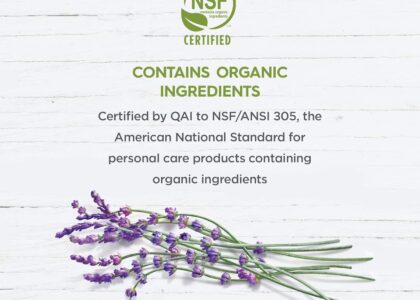 NSF
contains organic
ingredients
CERTIFIED
CONTAINS ORGANIC
INGREDIENTS
Certified by QAI to NSF/ANSI 305, the
American National Standard for
personal care products containing
organic ingredients